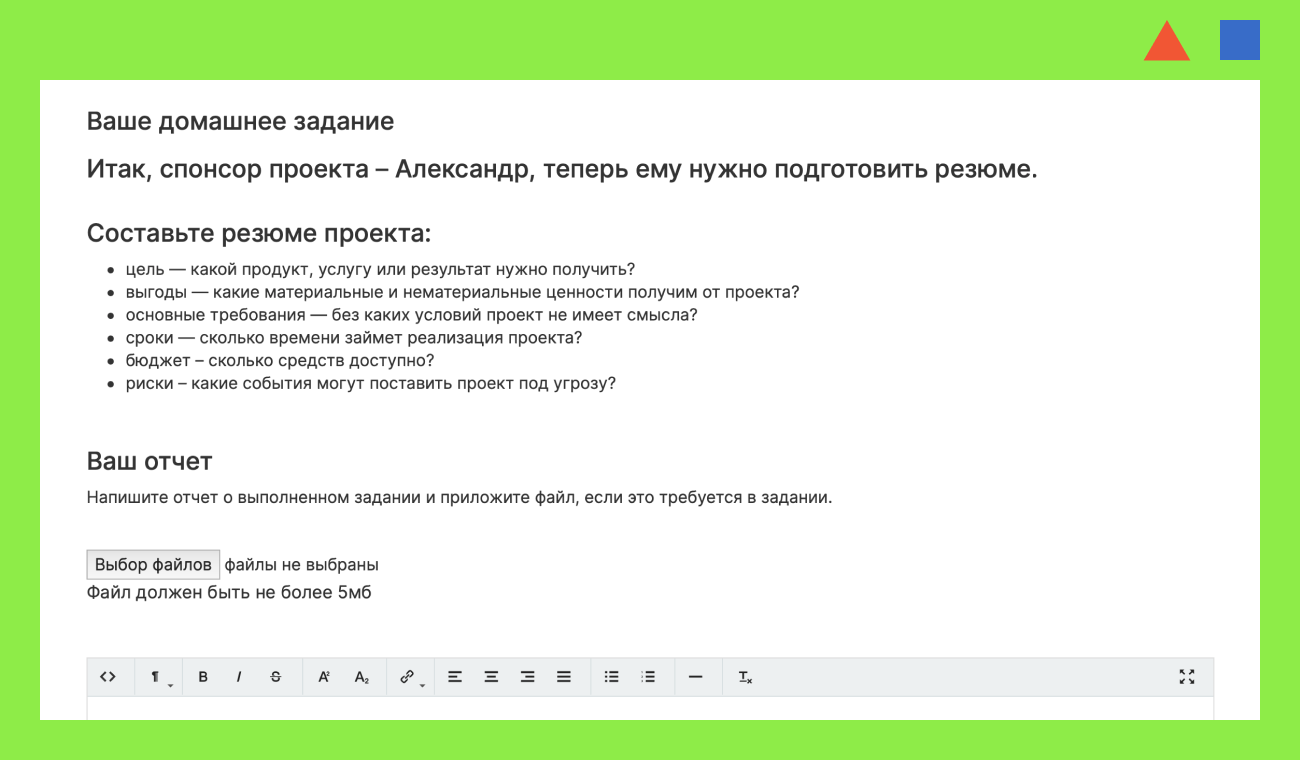 Ваше домашнее задание
Итак, спонсор проекта – Александр, теперь ему нужно подготовить резюме.
Составьте резюме проекта:
• цель — какой продукт, услугу или результат нужно получить?
• выгоды — какие материальные и нематериальные ценности получим от проекта?
• основные требования — без каких условий проект не имеет смысла?
• сроки — сколько времени займет реализация проекта?
• бюджет – сколько средств доступно?
• риски – какие события могут поставить проект под угрозу?
Ваш отчет
Напишите отчет о выполненном задании и приложите файл, если это требуется в задании.
Выбор файлов файлы не выбраны
Файл должен быть не более 5мб